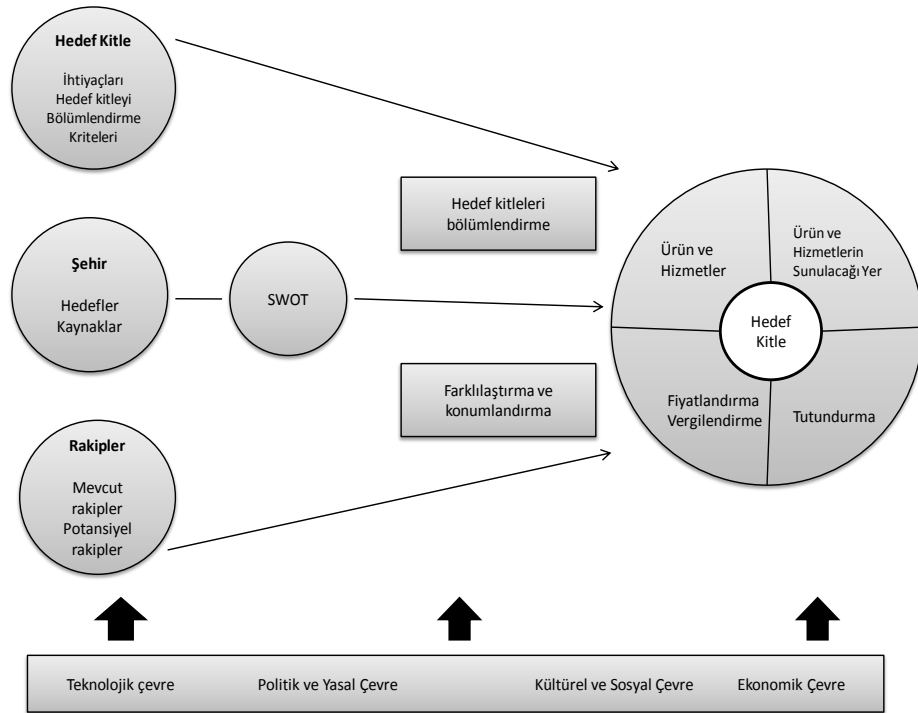 Hedef Kitle
İhtiyaçları
Hedef kitleyi
Bölümlendirme
Kriteleri
Hedef kitleleri
bölümlendirme
Şehir
Hedefler
Kaynaklar
SWOT
Farklılaştırma ve
konumlandırma
Rakipler
Mevcut
rakipler
Potansiyel
rakipler
Ürün ve
Hizmetler
Ürün ve
Hizmetlerin
Sunulacağı Yer
Hedef
Kitle
Fiyatlandırma
Vergilendirme
Tutundurma
Teknolojik çevre
Politik ve Yasal Çevre
Kültürel ve Sosyal Çevre
Ekonomik Çevre